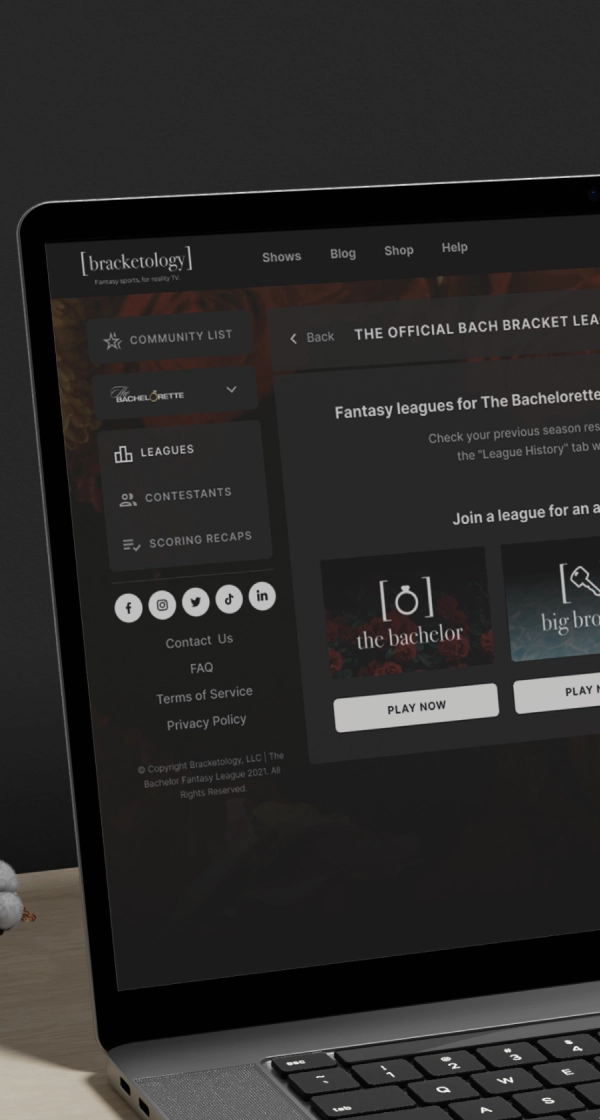 [bracketology]
Fantasy sports, for reality TV.
Shows Blog Shop Help
COMMUNITY LIST
The BACHELORETTE
LEAGUES
CONTESTANTS
SCORING RECAPS
Contact Us
FAQ
Terms of Service
Privacy Policy
© Copyright Bracketology, LLC | The
Bachelor Fantasy League 2021. All
Rights Reserved.
Back
THE OFFICIAL BACH BRACKET LEA
Fantasy leagues for The Bachelorette
Check your previous season res
the "League History" tab w
Join a league for an a
the bachelor
big bro
PLAY NOW
PLAY N
esc
~ `
! 1
@ 2
# 3
$ 4
tab
Q
W
E
A
S